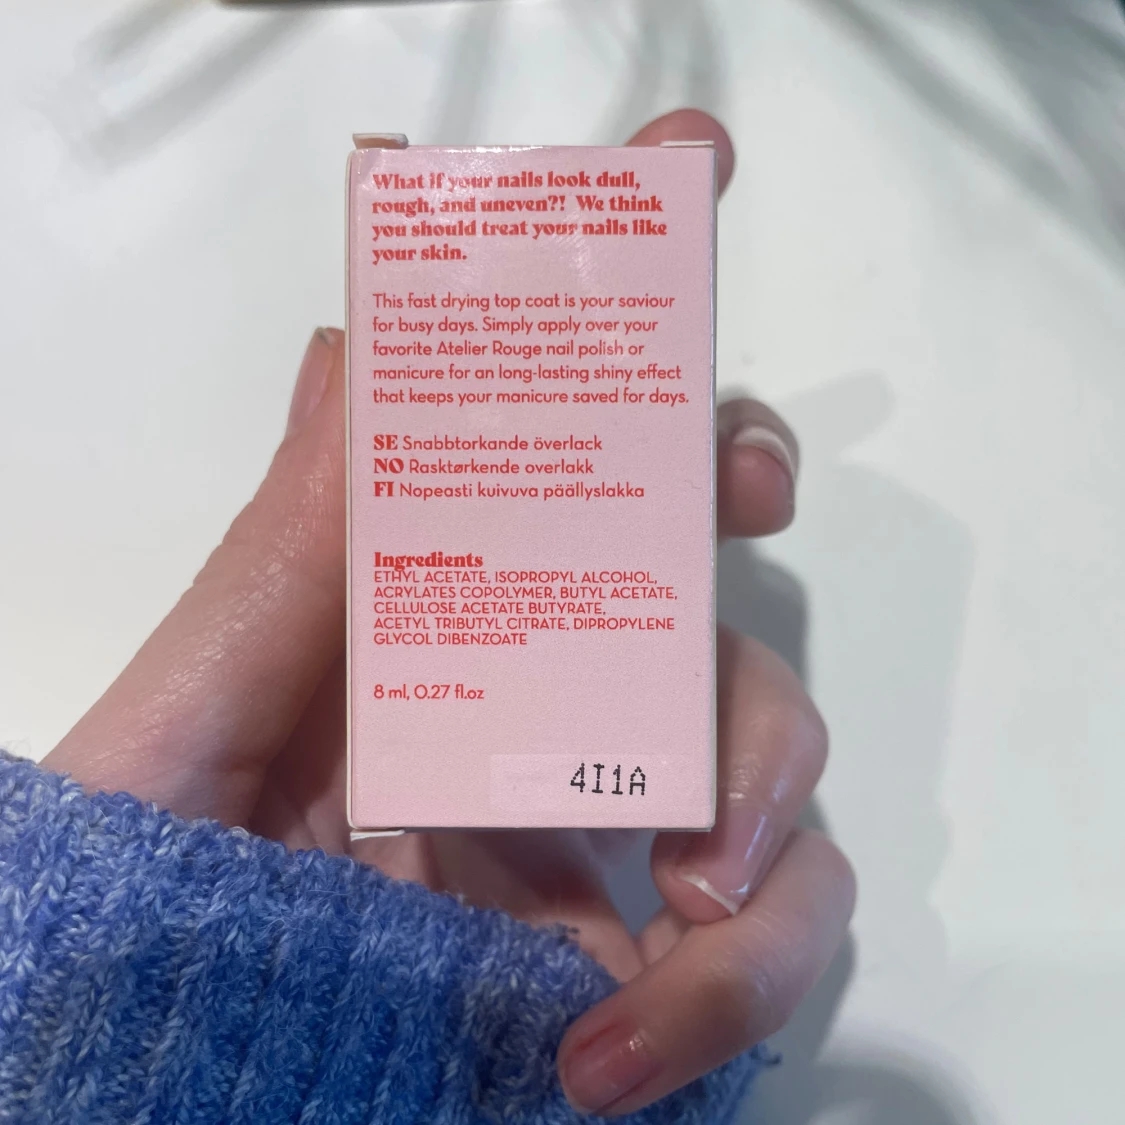 What if your nails look dull,
rough, and uneven?! We think
you should treat your nails like
your skin.
This fast drying top coat is your saviour
for busy days. Simply apply over your
favorite Atelier Rouge nail polish or
manicure for an long-lasting shiny effect
that keeps your manicure saved for days.
SE Snabbtorkande överlack
NO Rasktørkende overlakk
FI Nopeasti kuivuva päällyslakka
Ingredients
ETHYL ACETATE, ISOPROPYL ALCOHOL,
ACRYLATES COPOLYMER, BUTYL ACETATE,
CELLULOSE ACETATE BUTYRATE,
ACETYL TRIBUTYL CITRATE, DIPROPYLENE
GLYCOL DIBENZOATE
8 ml, 0.27 fl.oz
4I1A